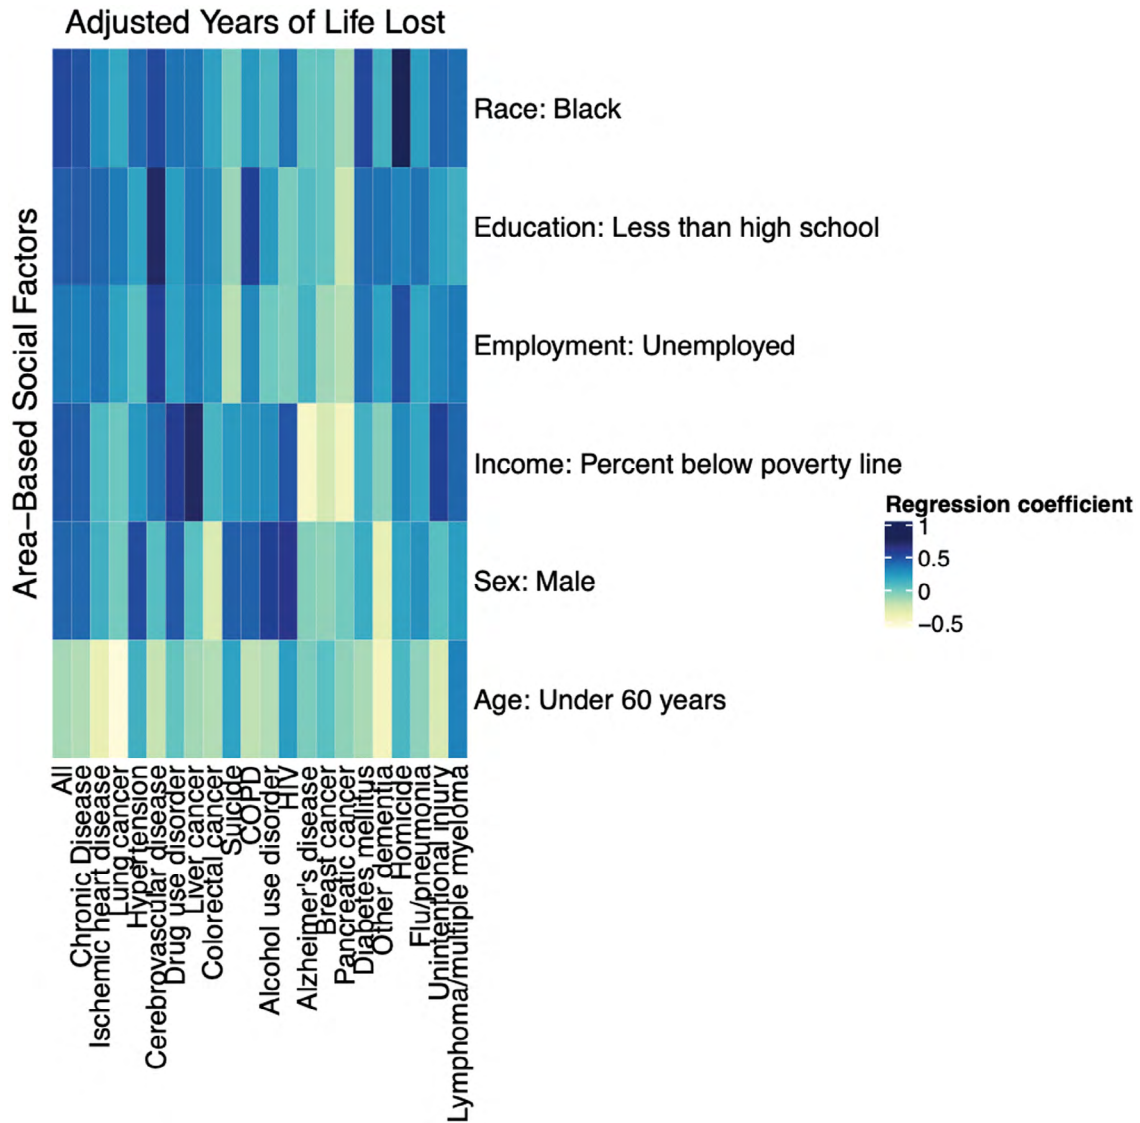 Adjusted Years of Life Lost
Area-Based Social Factors
Race: Black
Education: Less than high school
Employment: Unemployed
Income: Percent below poverty line
Sex: Male
Age: Under 60 years
Regression coefficient
1
0.5
0
−0.5
All
Chronic Disease
Ischemic heart disease
Lung cancer
Hypertension
Cerebrovascular disease
Drug use disorder
Liver cancer
Colorectal cancer
Suicide
COPD
Alcohol use disorder
HIV
Alzheimer's disease
Breast cancer
Pancreatic cancer
Diabetes mellitus
Other dementia
Homicide
Flu/pneumonia
Unintentional injury
Lymphoma/multiple myeloma